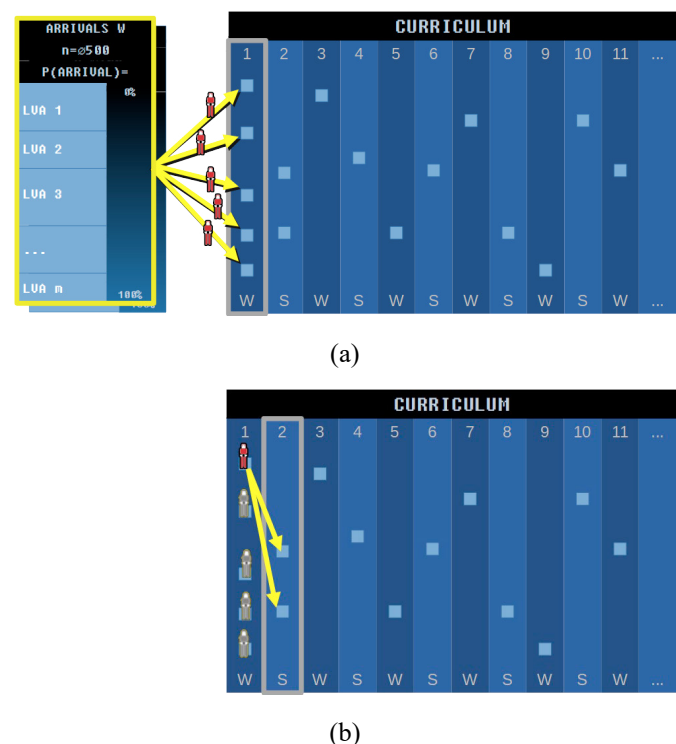 ARRIVALS W
n=⌀500
P(ARRIVAL)=
0%
LVA 1
LVA 2
LVA 3
...
LVA m
100%
CURRICULUM
1 2 3 4 5 6 7 8 9 10 11 ...
W S W S W S W S W S W ...
(a)
CURRICULUM
1 2 3 4 5 6 7 8 9 10 11 ...
W S W S W S W S W S W ...
(b)